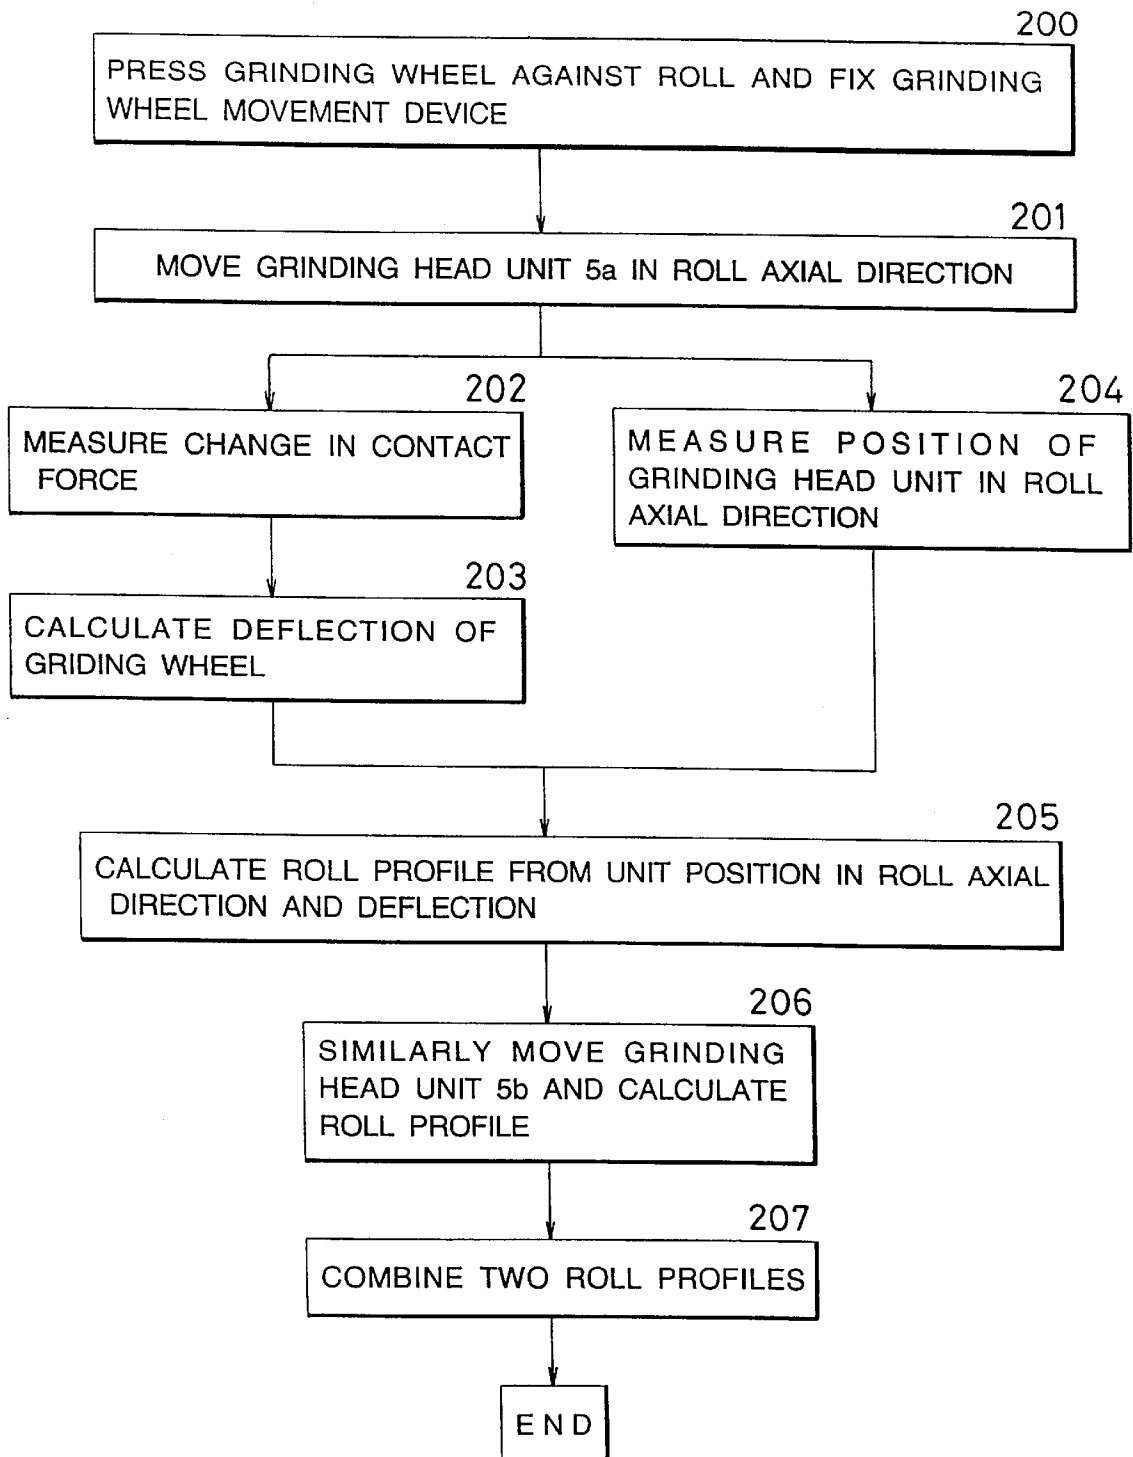 200
PRESS GRINDING WHEEL AGAINST ROLL AND FIX GRINDING
WHEEL MOVEMENT DEVICE
201
MOVE GRINDING HEAD UNIT 5a IN ROLL AXIAL DIRECTION
202
MEASURE CHANGE IN CONTACT
FORCE
204
MEASURE POSITION OF
GRINDING HEAD UNIT IN ROLL
AXIAL DIRECTION
203
CALCULATE DEFLECTION OF
GRIDING WHEEL
205
CALCULATE ROLL PROFILE FROM UNIT POSITION IN ROLL AXIAL
DIRECTION AND DEFLECTION
206
SIMILARLY MOVE GRINDING
HEAD UNIT 5b AND CALCULATE
ROLL PROFILE
207
COMBINE TWO ROLL PROFILES
END